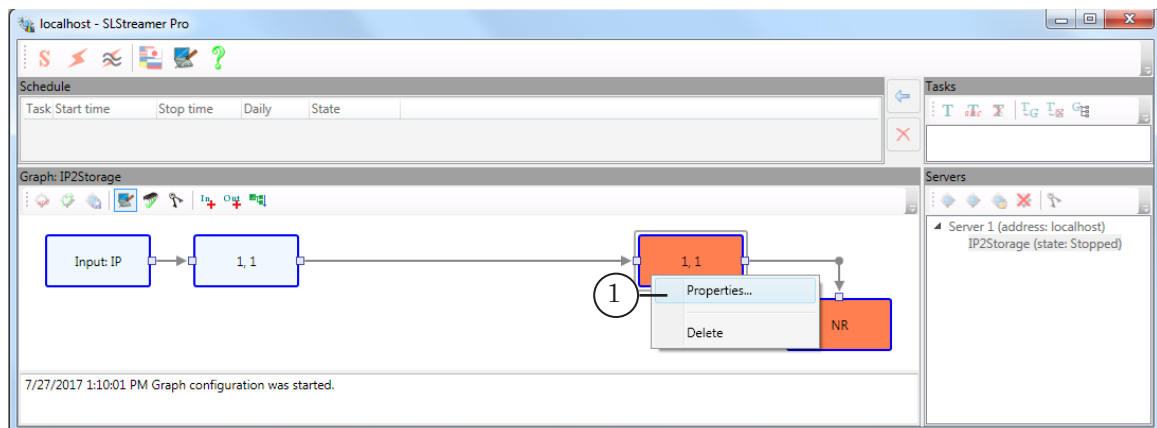 localhost - SLStreamer Pro
Schedule
Task Start time Stop time Daily State
Tasks
Graph: IP2Storage
Servers
Server 1 (address: localhost)
IP2Storage (state: Stopped)
Input: IP
1, 1
1, 1
1
Properties...
NR
Delete
7/27/2017 1:10:01 PM Graph configuration was started.